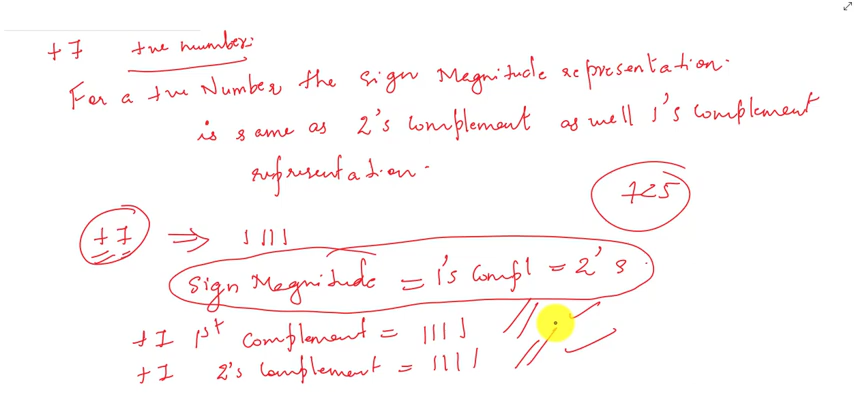 +7 +ve number.
For a +ve Number the Sign Magnitude representation.
is same as 2's complement as well 1's complement
representation.
+25
+7 ⇒ 1111
Sign Magnitude = 1's compl = 2's.
+7 1st complement = 1111
+7 2's complement = 1111